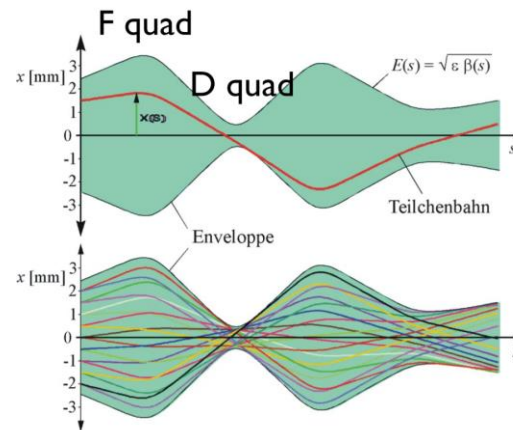 F quad
D quad
x [mm]
3
2
1
0
-1
-2
-3
x(s)
E(s) = √ε β(s)
s
Teilchenbahn
Enveloppe
x [mm]
3
2
1
0
-1
-2
-3